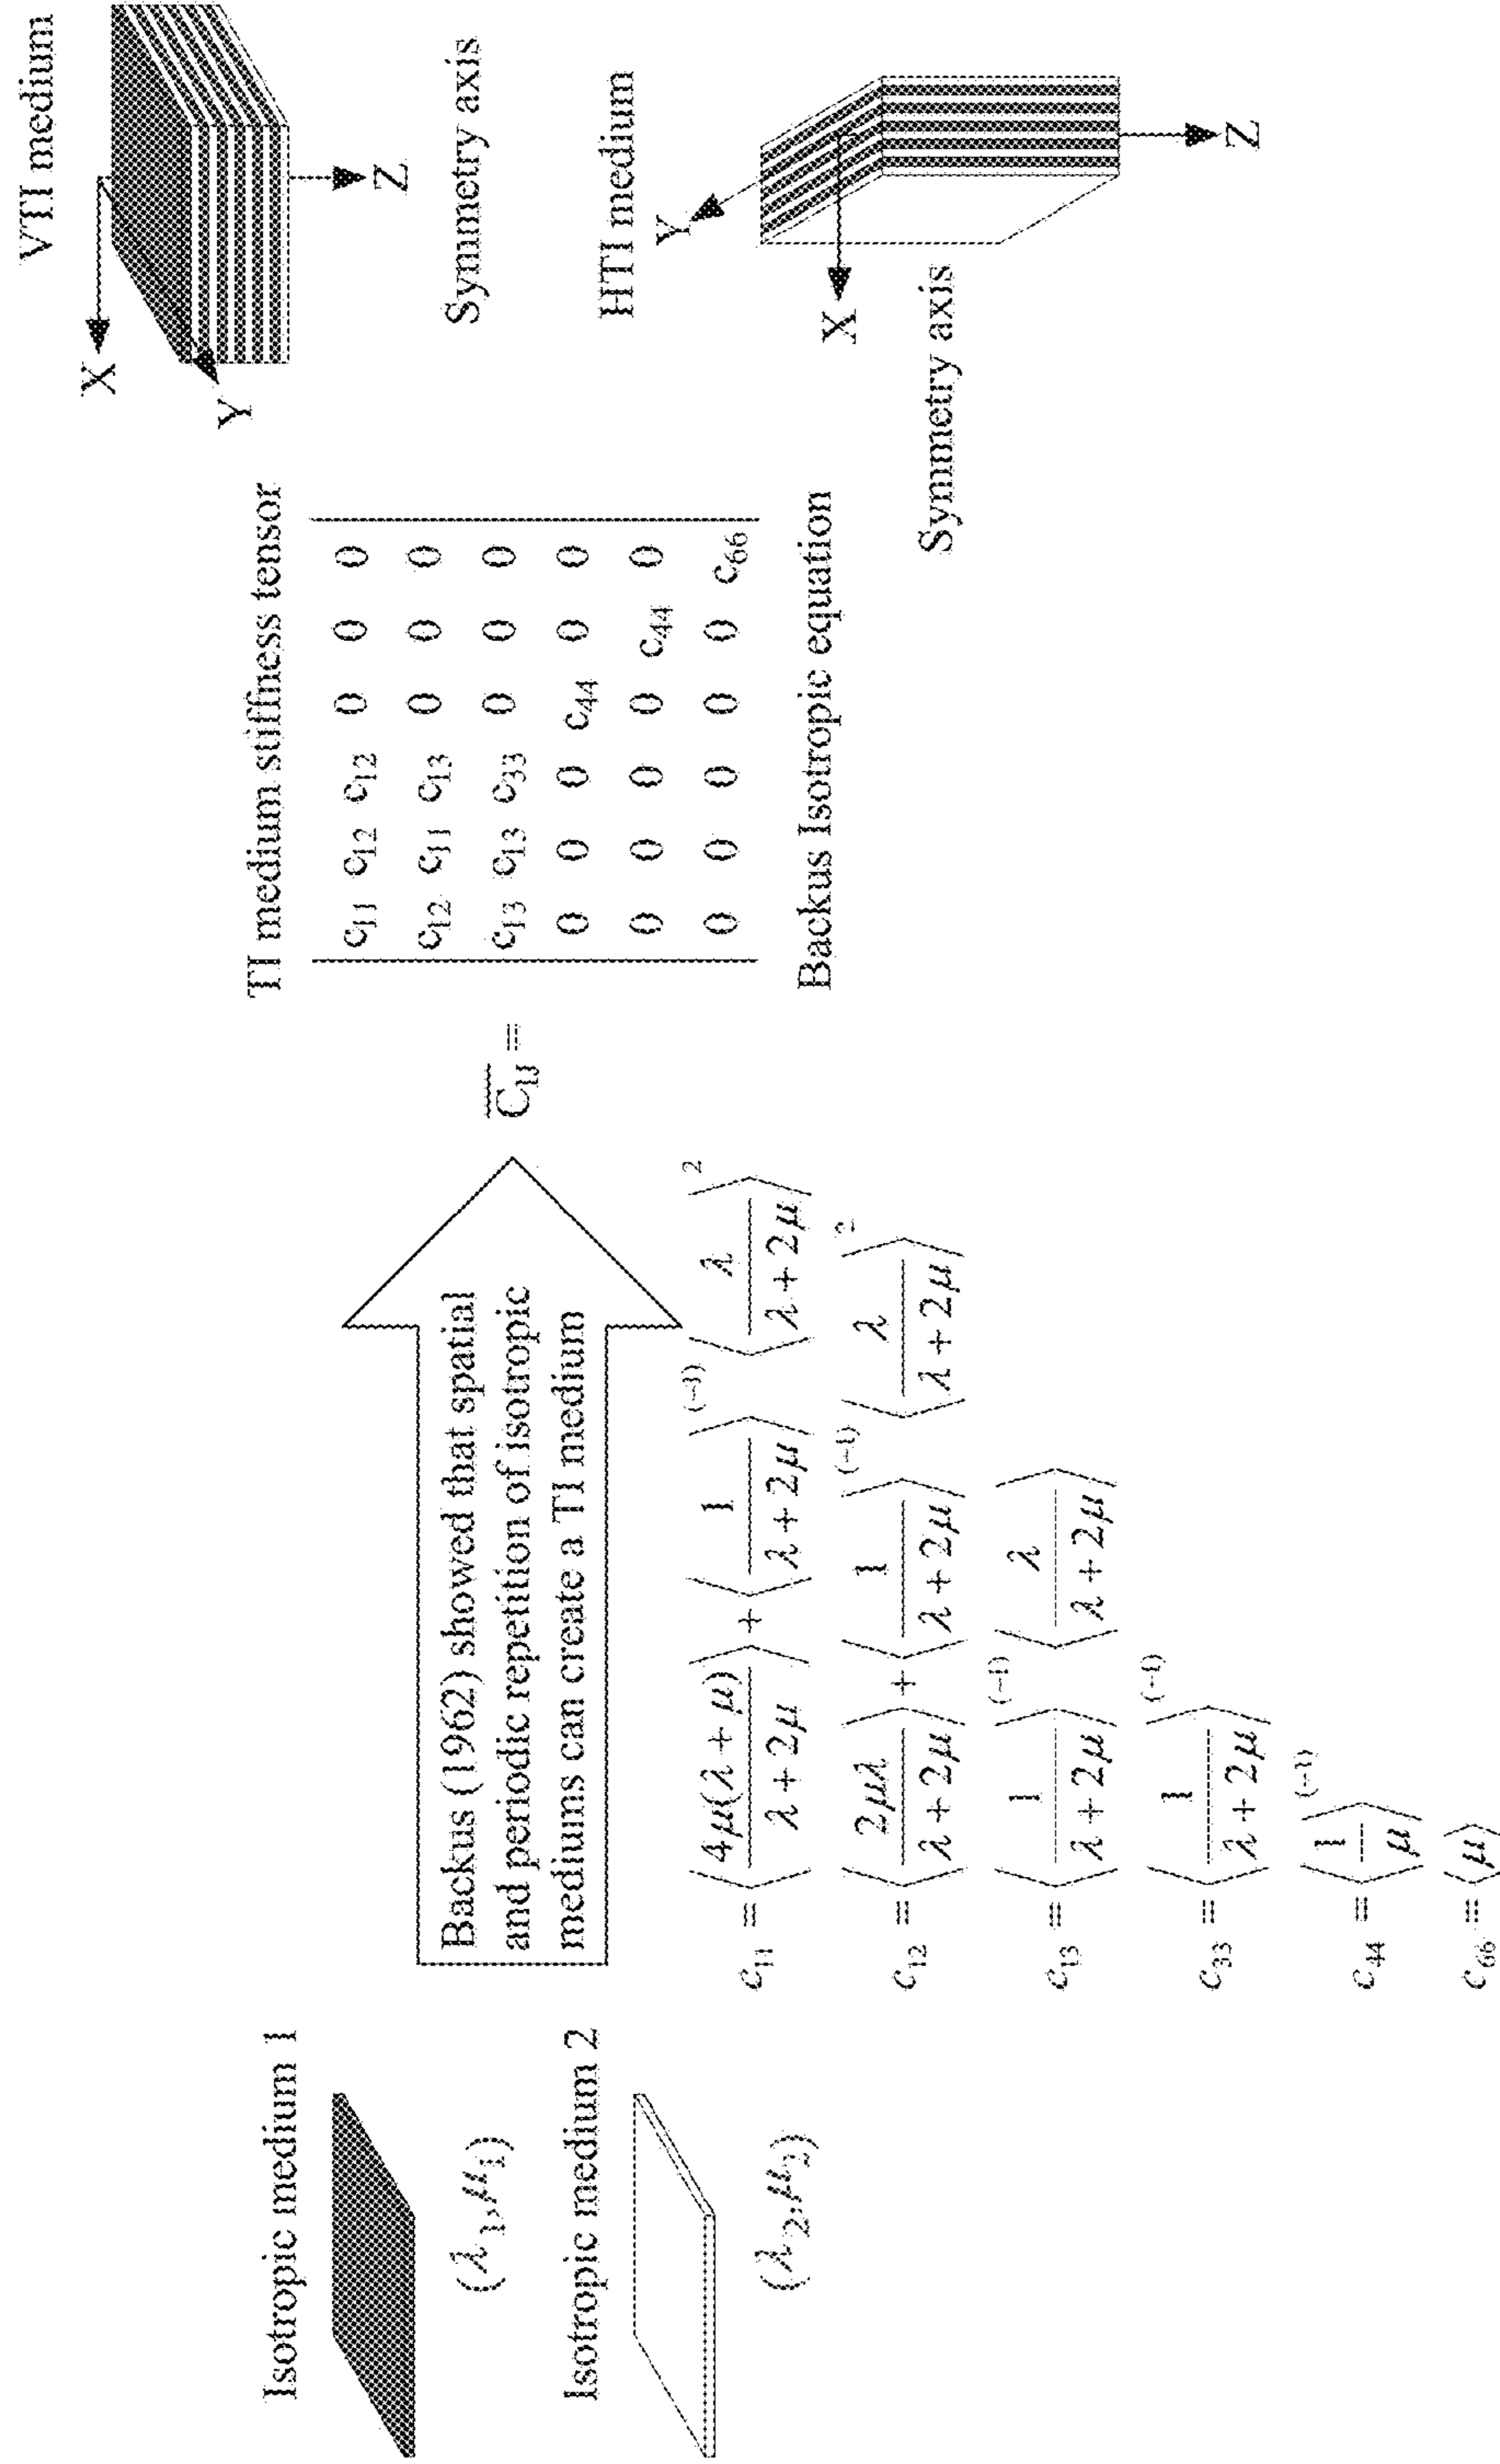 Isotropic medium 1
(λ₁,μ₁)
Isotropic medium 2
(λ₂,μ₂)
Backus (1962) showed that spatial
and periodic repetition of isotropic
mediums can create a TI medium
c₁₁ = ⟨4μ(λ + μ) / λ + 2μ⟩ + ⟨1 / λ + 2μ⟩⁽⁻¹⁾ ⟨λ / λ + 2μ⟩²
c₁₂ = ⟨2μλ / λ + 2μ⟩ + ⟨1 / λ + 2μ⟩⁽⁻¹⁾ ⟨λ / λ + 2μ⟩²
c₁₃ = ⟨1 / λ + 2μ⟩⁽⁻¹⁾ ⟨λ / λ + 2μ⟩
c₃₃ = ⟨1 / λ + 2μ⟩⁽⁻¹⁾
c₄₄ = ⟨1 / μ⟩⁽⁻¹⁾
c₆₆ = ⟨μ⟩
TI medium stiffness tensor
C̄_IJ =
c₁₁ c₁₂ c₁₂ 0 0 0
c₁₂ c₁₁ c₁₃ 0 0 0
c₁₃ c₁₃ c₃₃ 0 0 0
0 0 0 c₄₄ 0 0
0 0 0 0 c₄₄ 0
0 0 0 0 0 c₆₆
Backus Isotropic equation
VTI medium
X
Y
Z
Symmetry axis
HTI medium
Y
X
Symmetry axis
Z